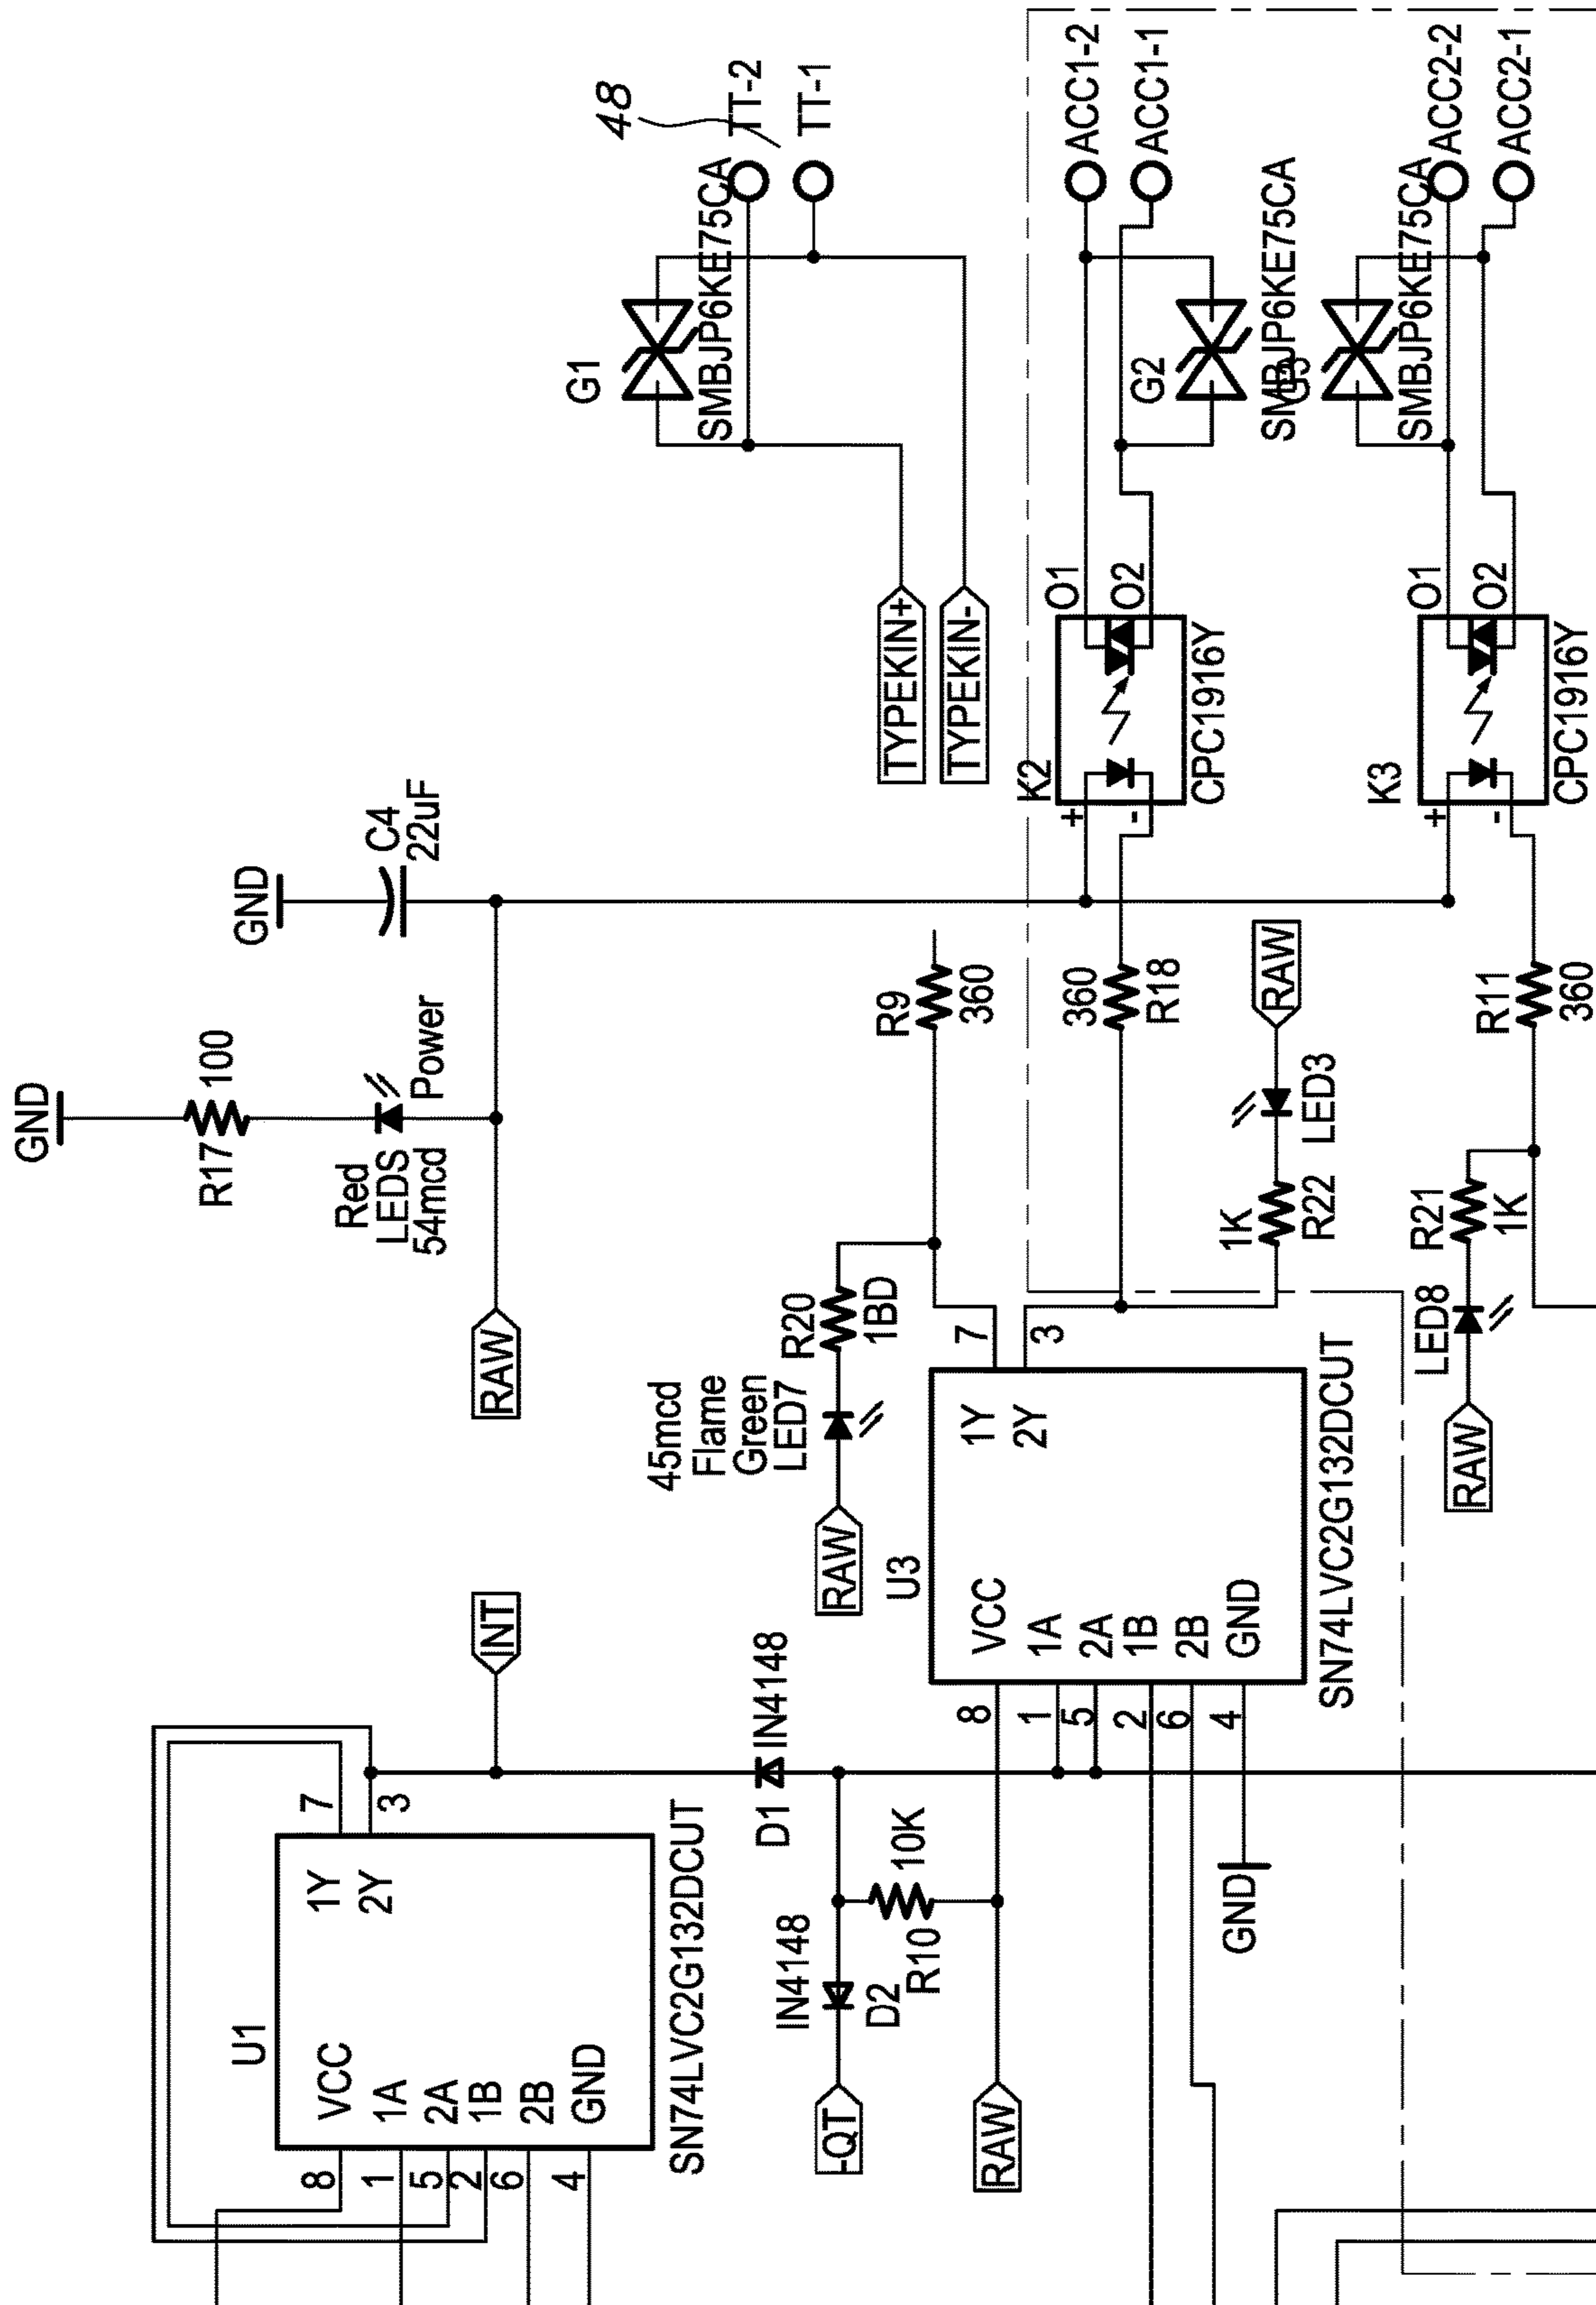 GND
R17 100
Red
LEDS
54mcd
Power
RAW
GND
C4
22uF
48
TT-2
TT-1
G1
SMBJP6KE75CA
TYPEKIN+
TYPEKIN-
U1
VCC
1A
2A
1B
2B
GND
8
1
5
2
6
4
1Y
2Y
7
3
SN74LVC2G132DCUT
INT
D1 IN4148
IN4148
D2
-QT
R10 10K
RAW
45mcd
Flame
Green
LED7
RAW
R20
1BD
R9
360
U3
VCC
1A
2A
1B
2B
GND
8
1
5
2
6
4
1Y
2Y
7
3
SN74LVC2G132DCUT
GND
360
R18
1K
R22
LED3
RAW
K2
+
-
O1
O2
CPC1916Y
ACC1-2
ACC1-1
G2
SMBJP6KE75CA
G3
SMBJP6KE75CA
RAW
LED8
R21
1K
R11
360
K3
+
-
O1
O2
CPC1916Y
ACC2-2
ACC2-1